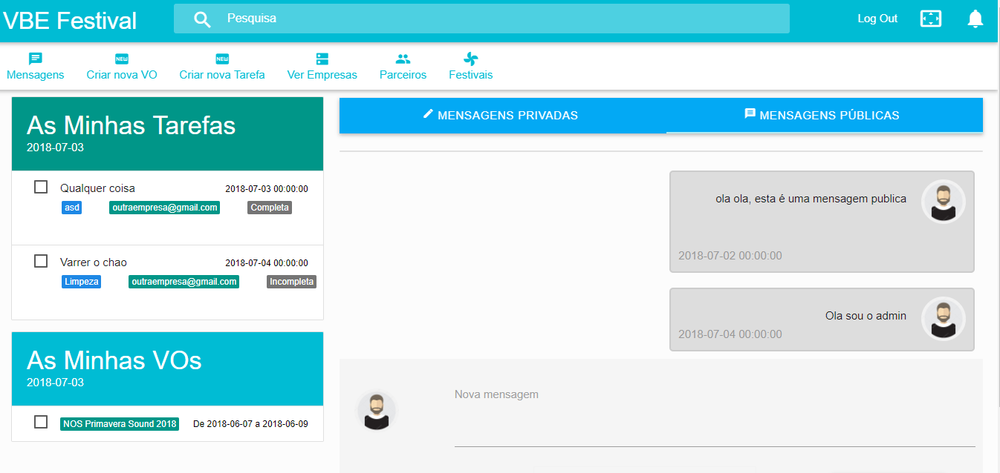 VBE Festival
Pesquisa
Log Out
Mensagens
NEW
Criar nova VO
NEW
Criar nova Tarefa
Ver Empresas
Parceiros
Festivais
As Minhas Tarefas
2018-07-03
Qualquer coisa 2018-07-03 00:00:00
asd outraempresa@gmail.com Completa
Varrer o chao 2018-07-04 00:00:00
Limpeza outraempresa@gmail.com Incompleta
As Minhas VOs
2018-07-03
NOS Primavera Sound 2018 De 2018-06-07 a 2018-06-09
MENSAGENS PRIVADAS
MENSAGENS PÚBLICAS
ola ola, esta é uma mensagem publica
2018-07-02 00:00:00
Ola sou o admin
2018-07-04 00:00:00
Nova mensagem